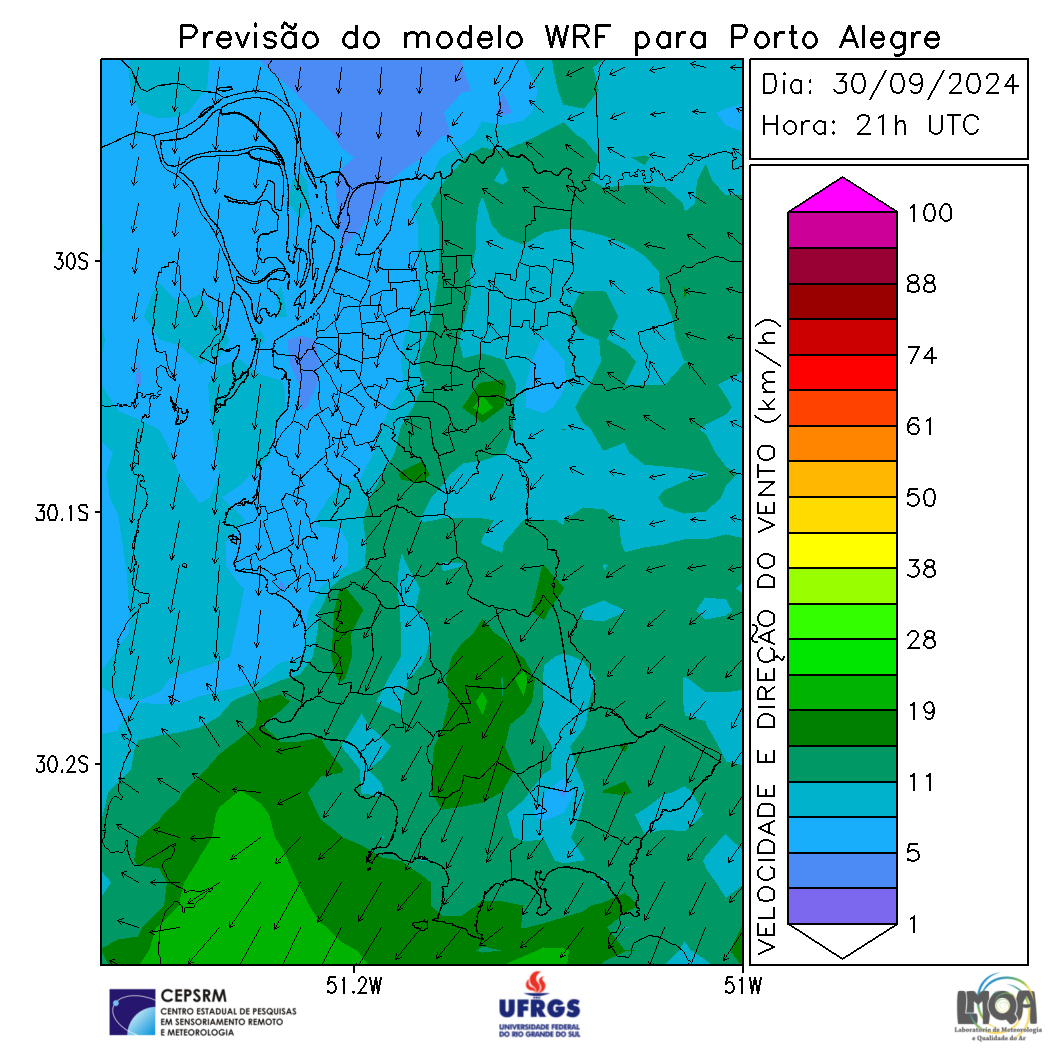 Previsão do modelo WRF para Porto Alegre
Dia: 30/09/2024
Hora: 21h UTC
30S
30.1S
30.2S
51.2W
51W
VELOCIDADE E DIREÇÃO DO VENTO (km/h)
100
88
74
61
50
38
28
19
11
5
1
CEPSRM
CENTRO ESTADUAL DE PESQUISAS
EM SENSORIAMENTO REMOTO
E METEOROLOGIA
UFRGS
UNIVERSIDADE FEDERAL
DO RIO GRANDE DO SUL
LMQA
Laboratório de Meteorologia
e Qualidade do Ar